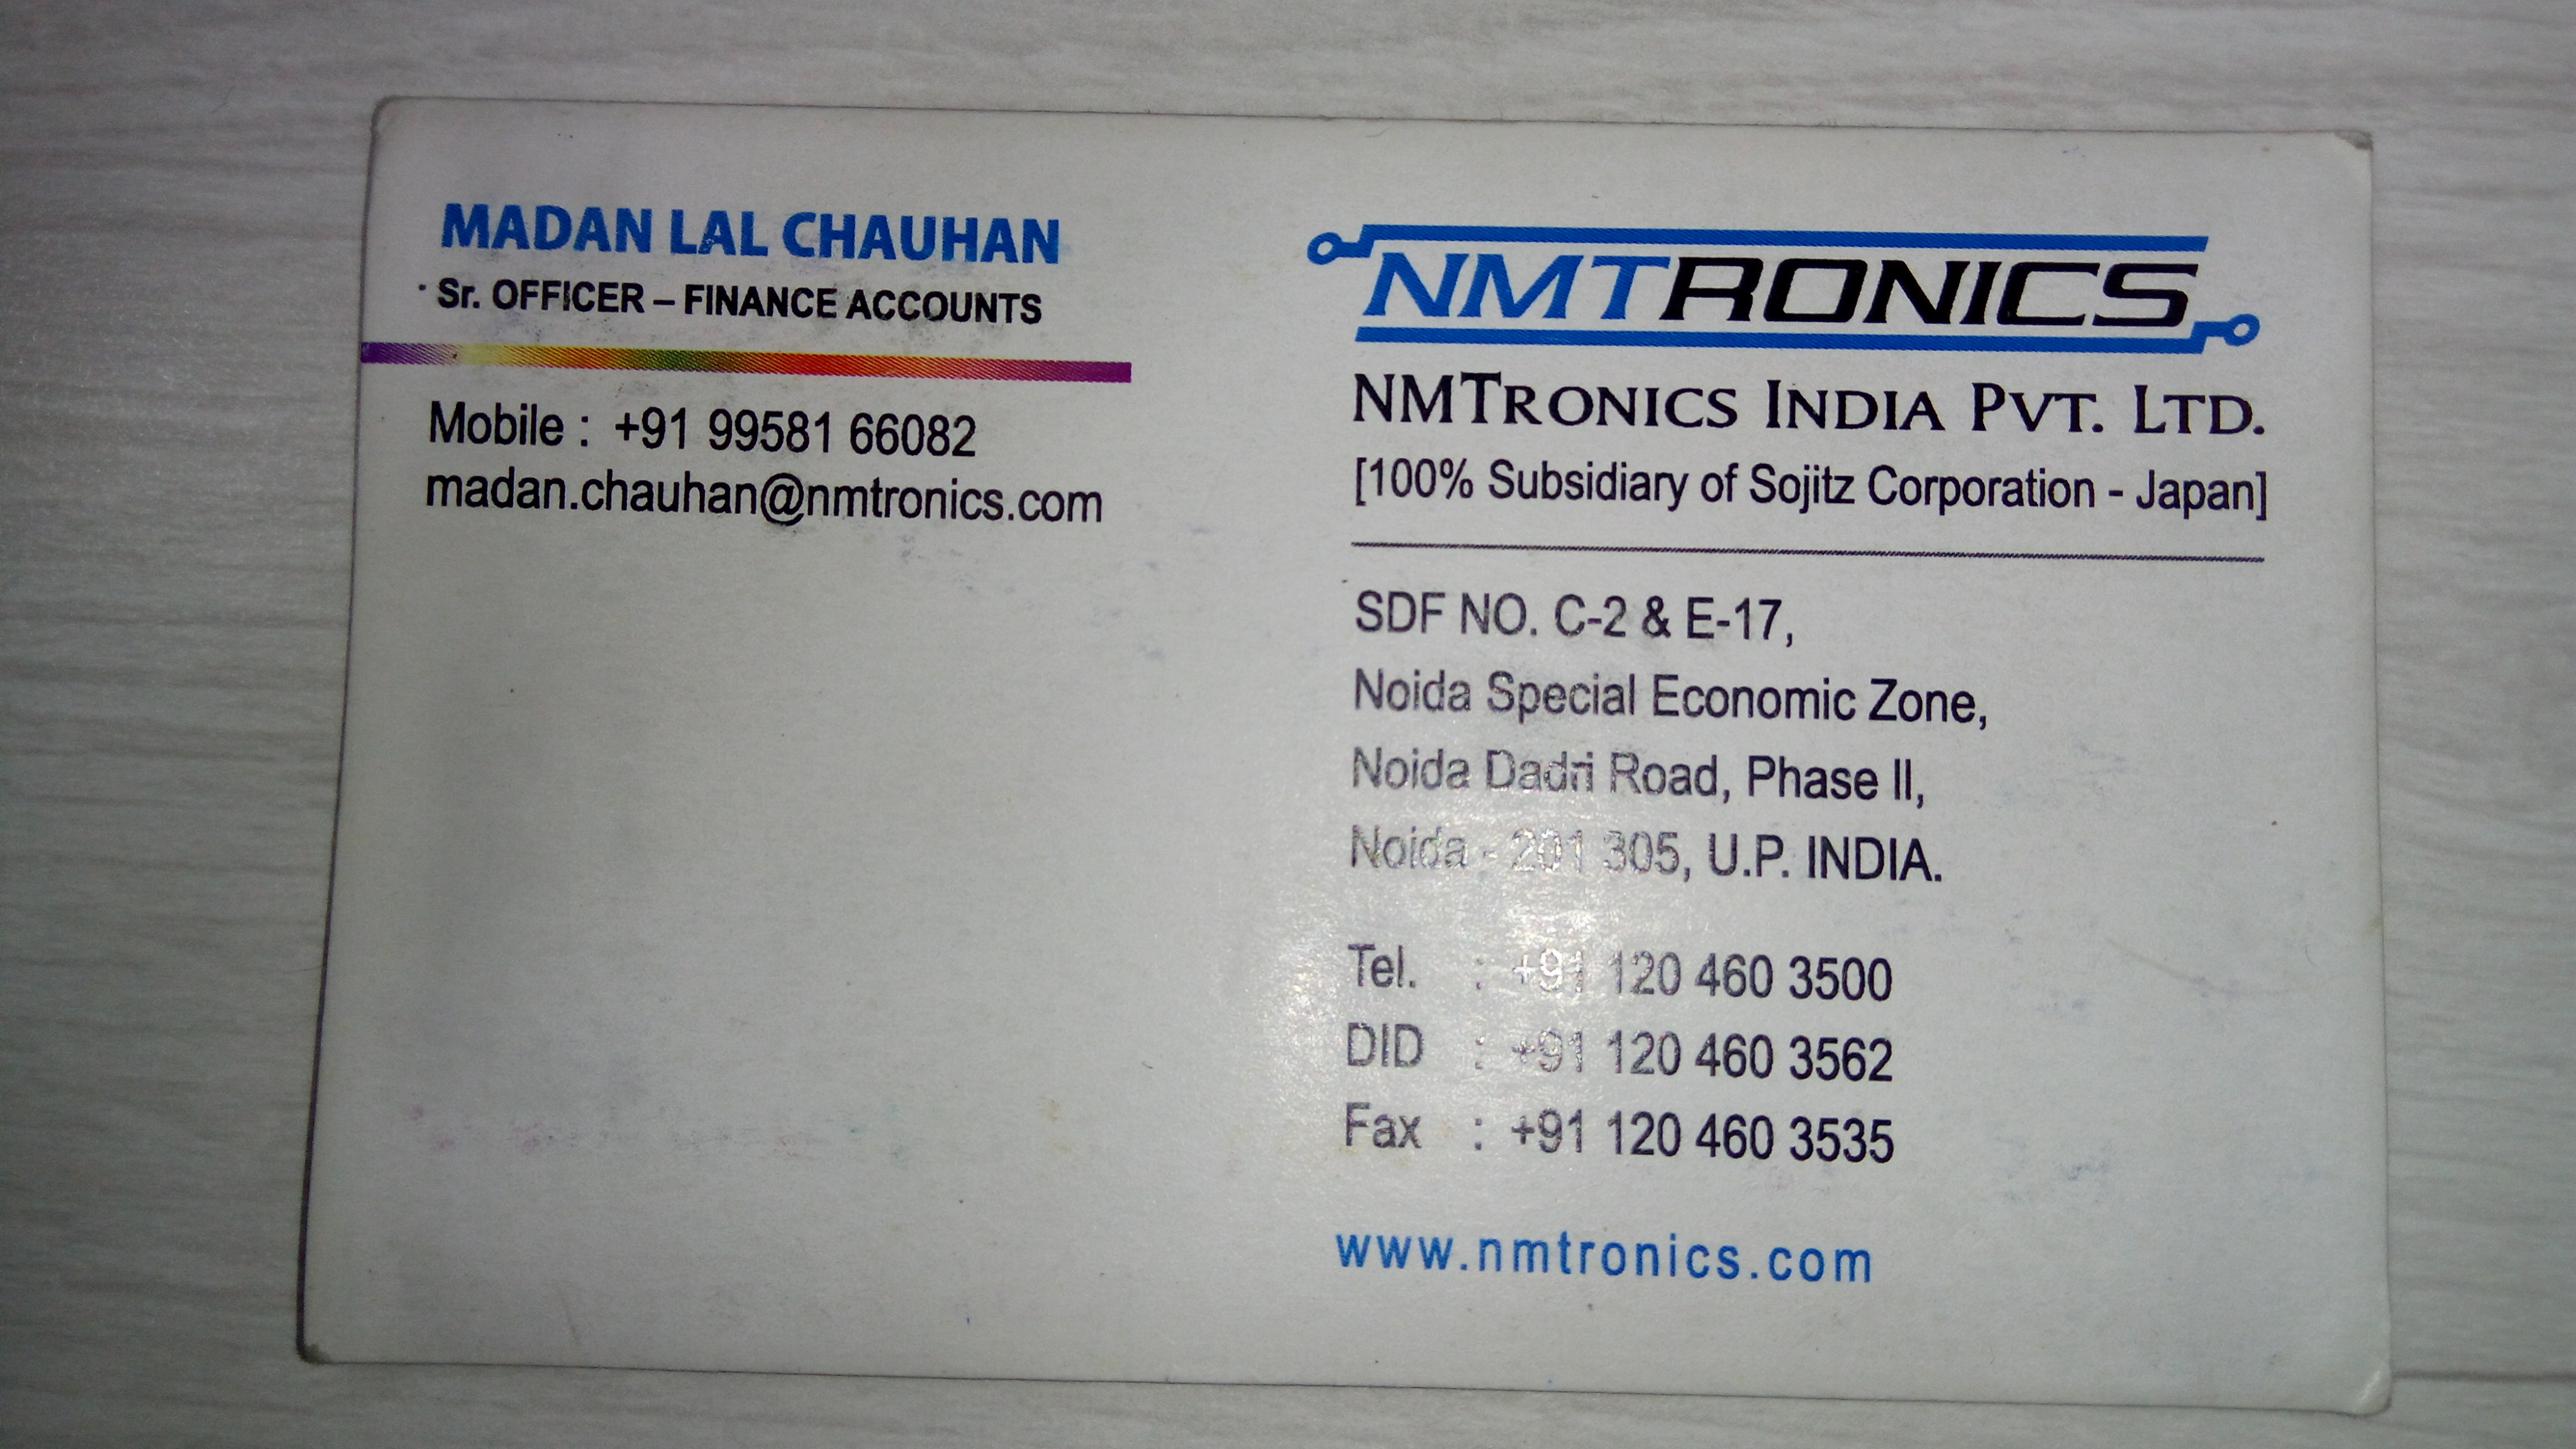 MADAN LAL CHAUHAN
Sr. OFFICER – FINANCE ACCOUNTS
Mobile : +91 99581 66082
madan.chauhan@nmtronics.com
NMTRONICS
NMTRONICS INDIA PVT. LTD.
[100% Subsidiary of Sojitz Corporation - Japan]
SDF NO. C-2 & E-17,
Noida Special Economic Zone,
Noida Dadri Road, Phase II,
Noida - 201 305, U.P. INDIA.
Tel. : +91 120 460 3500
DID : +91 120 460 3562
Fax : +91 120 460 3535
www.nmtronics.com